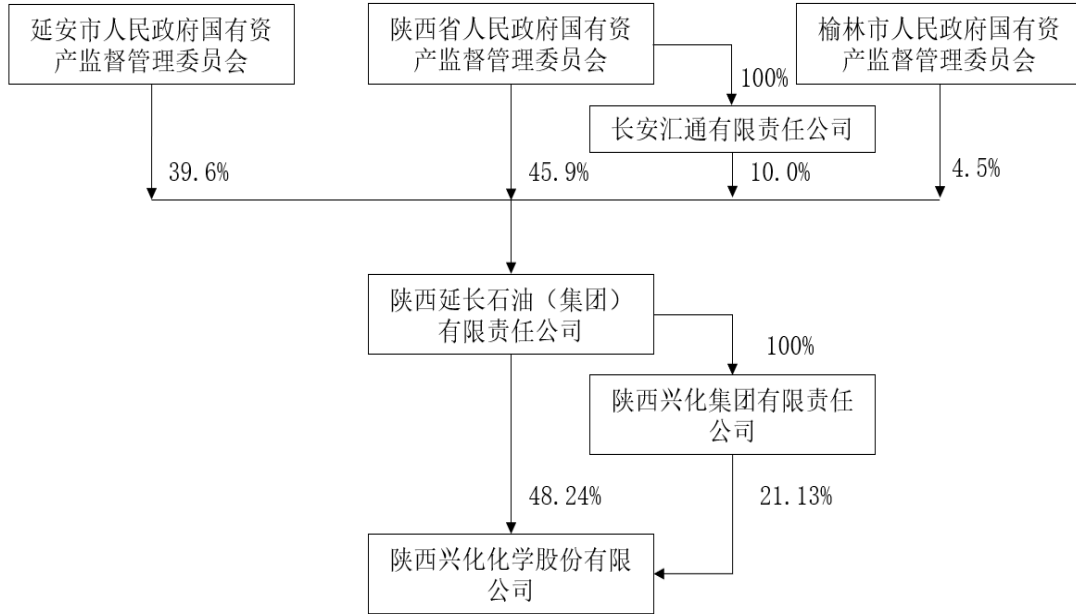 延安市人民政府国有资
产监督管理委员会
陕西省人民政府国有资
产监督管理委员会
榆林市人民政府国有资
产监督管理委员会
100%
长安汇通有限责任公司
39.6%
45.9%
10.0%
4.5%
陕西延长石油（集团）
有限责任公司
100%
陕西兴化集团有限责任
公司
48.24%
21.13%
陕西兴化化学股份有限
公司